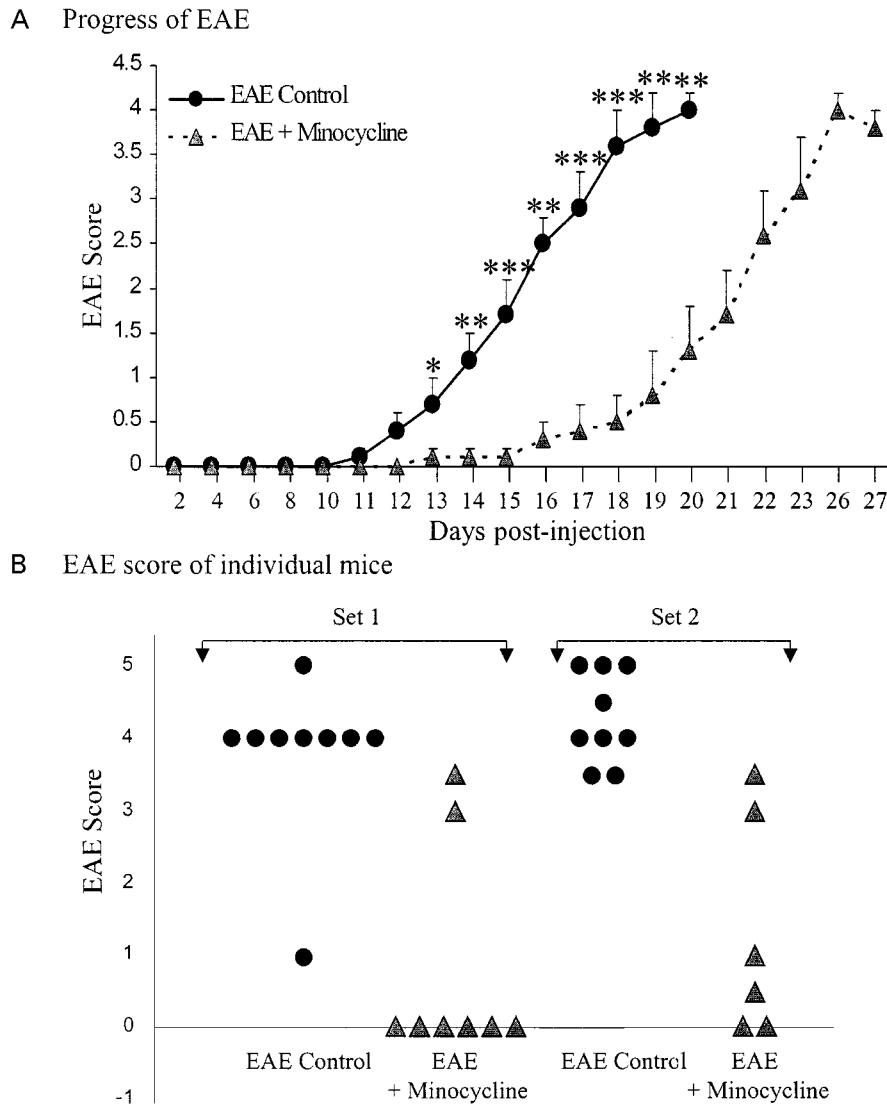 A Progress of EAE
4.5
4
3.5
3
2.5
2
1.5
1
0.5
0
EAE Score
EAE Control
EAE + Minocycline
*
**
***
**
***
***
**
**
2 4 6 8 10 11 12 13 14 15 16 17 18 19 20 21 22 23 26 27
Days post-injection
B EAE score of individual mice
Set 1 Set 2
5
4
3
2
1
0
-1
EAE Score
EAE Control EAE EAE Control EAE
+ Minocycline + Minocycline